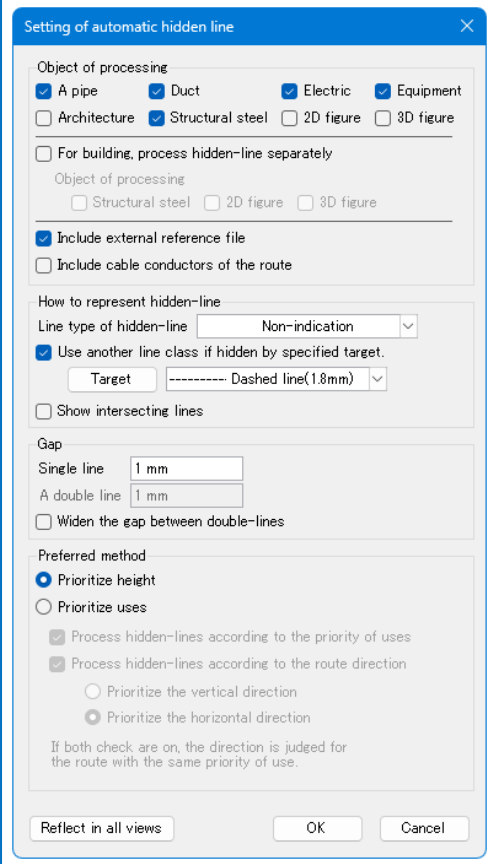 Setting of automatic hidden line
Object of processing
A pipe Duct Electric Equipment
Architecture Structural steel 2D figure 3D figure
For building, process hidden-line separately
Object of processing
Structural steel 2D figure 3D figure
Include external reference file
Include cable conductors of the route
How to represent hidden-line
Line type of hidden-line Non-indication
Use another line class if hidden by specified target.
Target --------- Dashed line(1.8mm)
Show intersecting lines
Gap
Single line 1 mm
A double line 1 mm
Widen the gap between double-lines
Preferred method
Prioritize height
Prioritize uses
Process hidden-lines according to the priority of uses
Process hidden-lines according to the route direction
Prioritize the vertical direction
Prioritize the horizontal direction
If both check are on, the direction is judged for
the route with the same priority of use.
Reflect in all views OK Cancel